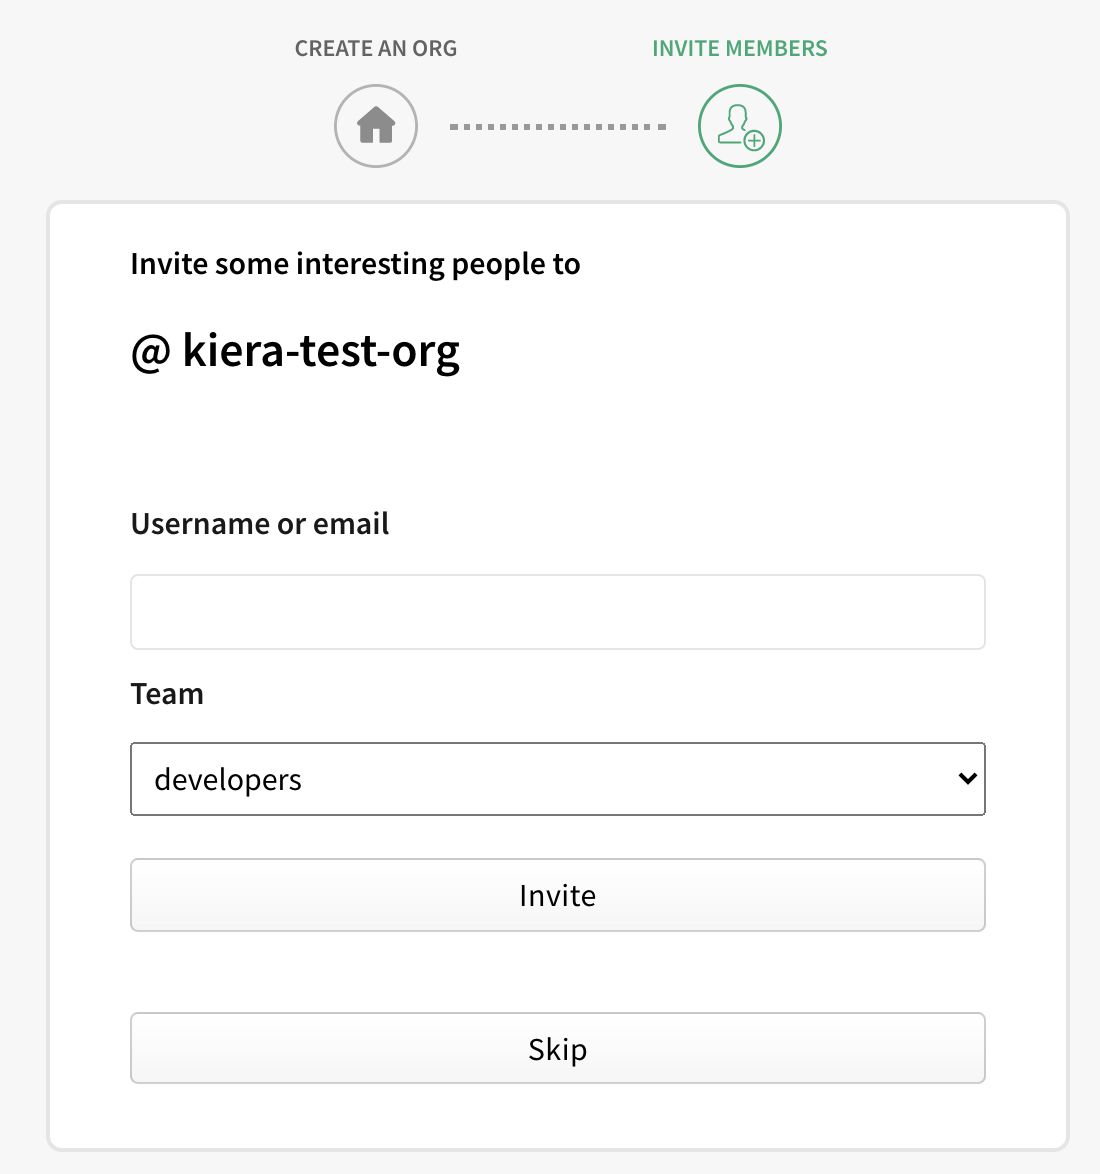 CREATE AN ORG
INVITE MEMBERS
Invite some interesting people to
@ kiera-test-org
Username or email
Team
developers
Invite
Skip